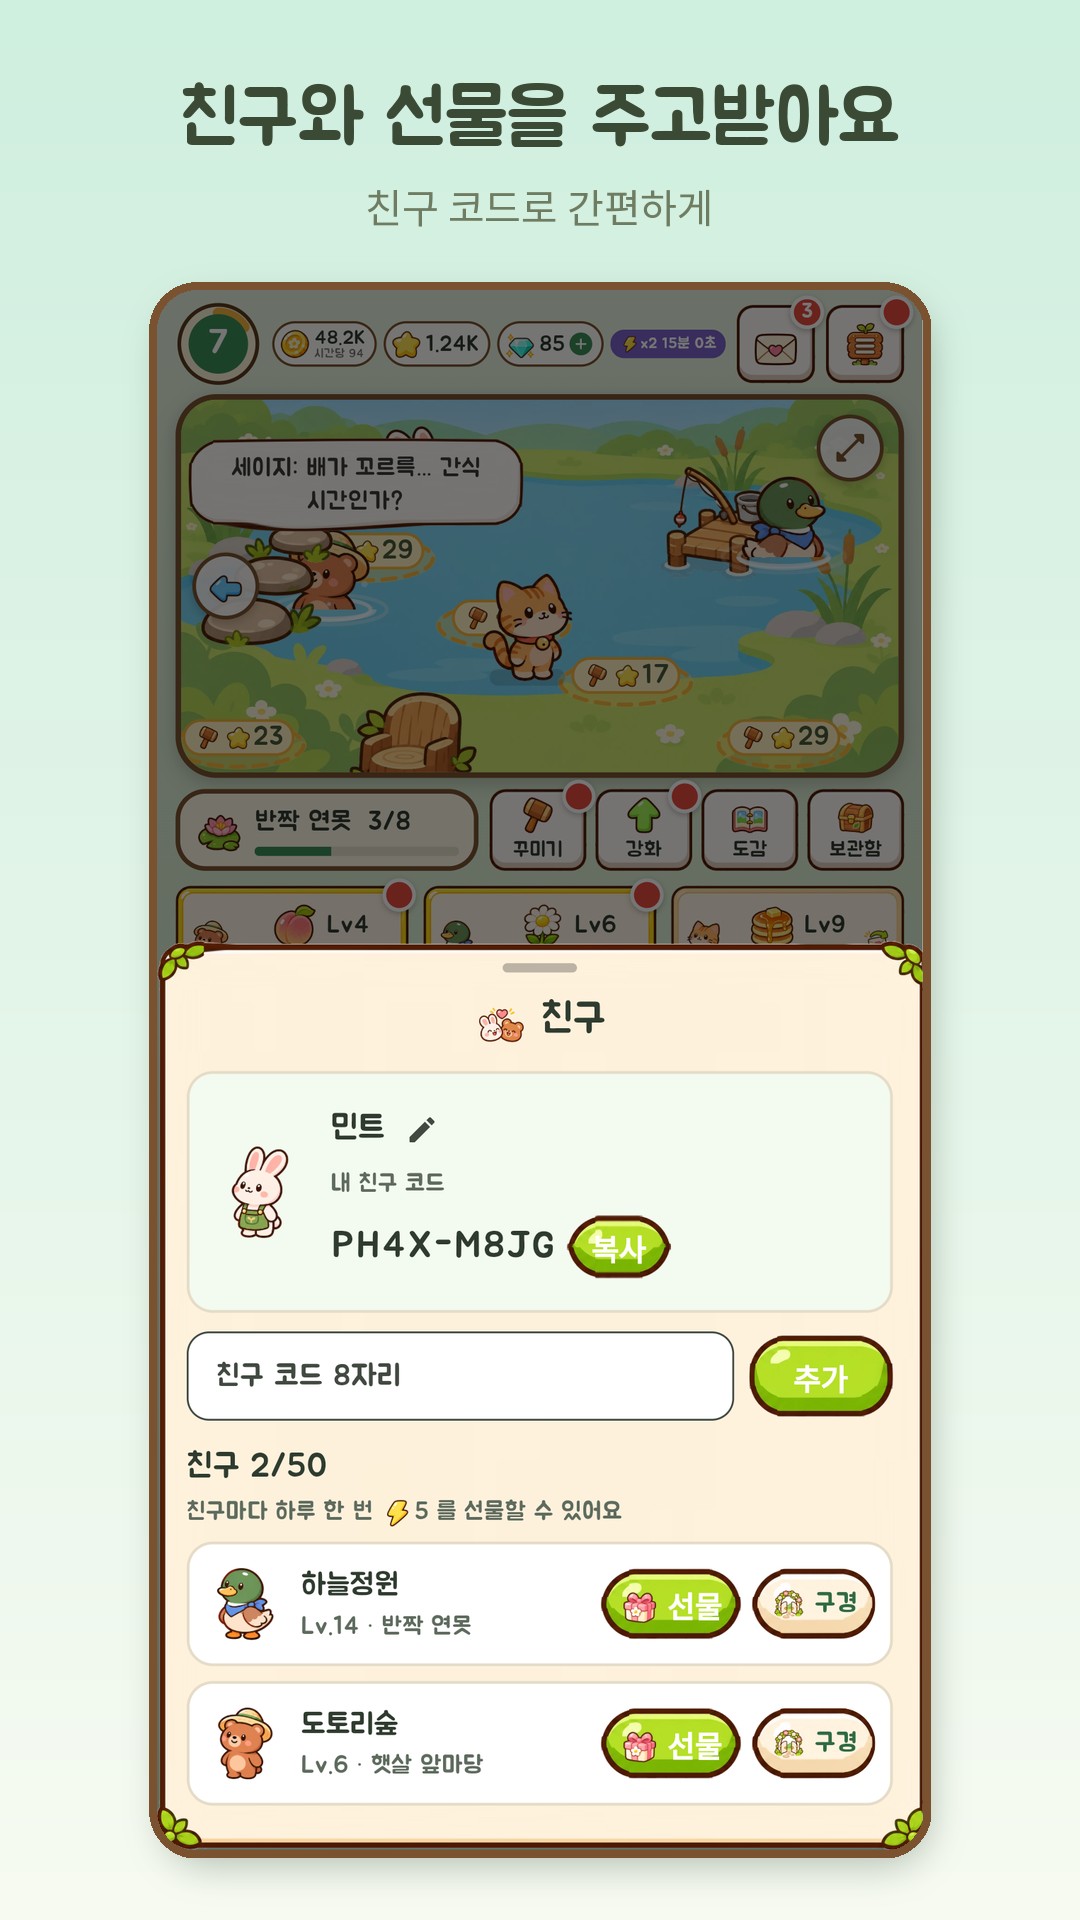 친구와 선물을 주고받아요
친구 코드로 간편하게
7
48.2K
시간당 94
1.24K
85
x2 15분 0초
3
세이지: 배가 꼬르륵... 간식
시간인가?
29
17
23
29
반짝 연못 3/8
꾸미기
강화
도감
보관함
Lv4
Lv6
Lv9
친구
민트
내 친구 코드
PH4X-M8JG
복사
친구 코드 8자리
추가
친구 2/50
친구마다 하루 한 번 5 를 선물할 수 있어요
하늘정원
Lv.14 · 반짝 연못
선물
구경
도토리숲
Lv.6 · 햇살 앞마당
선물
구경